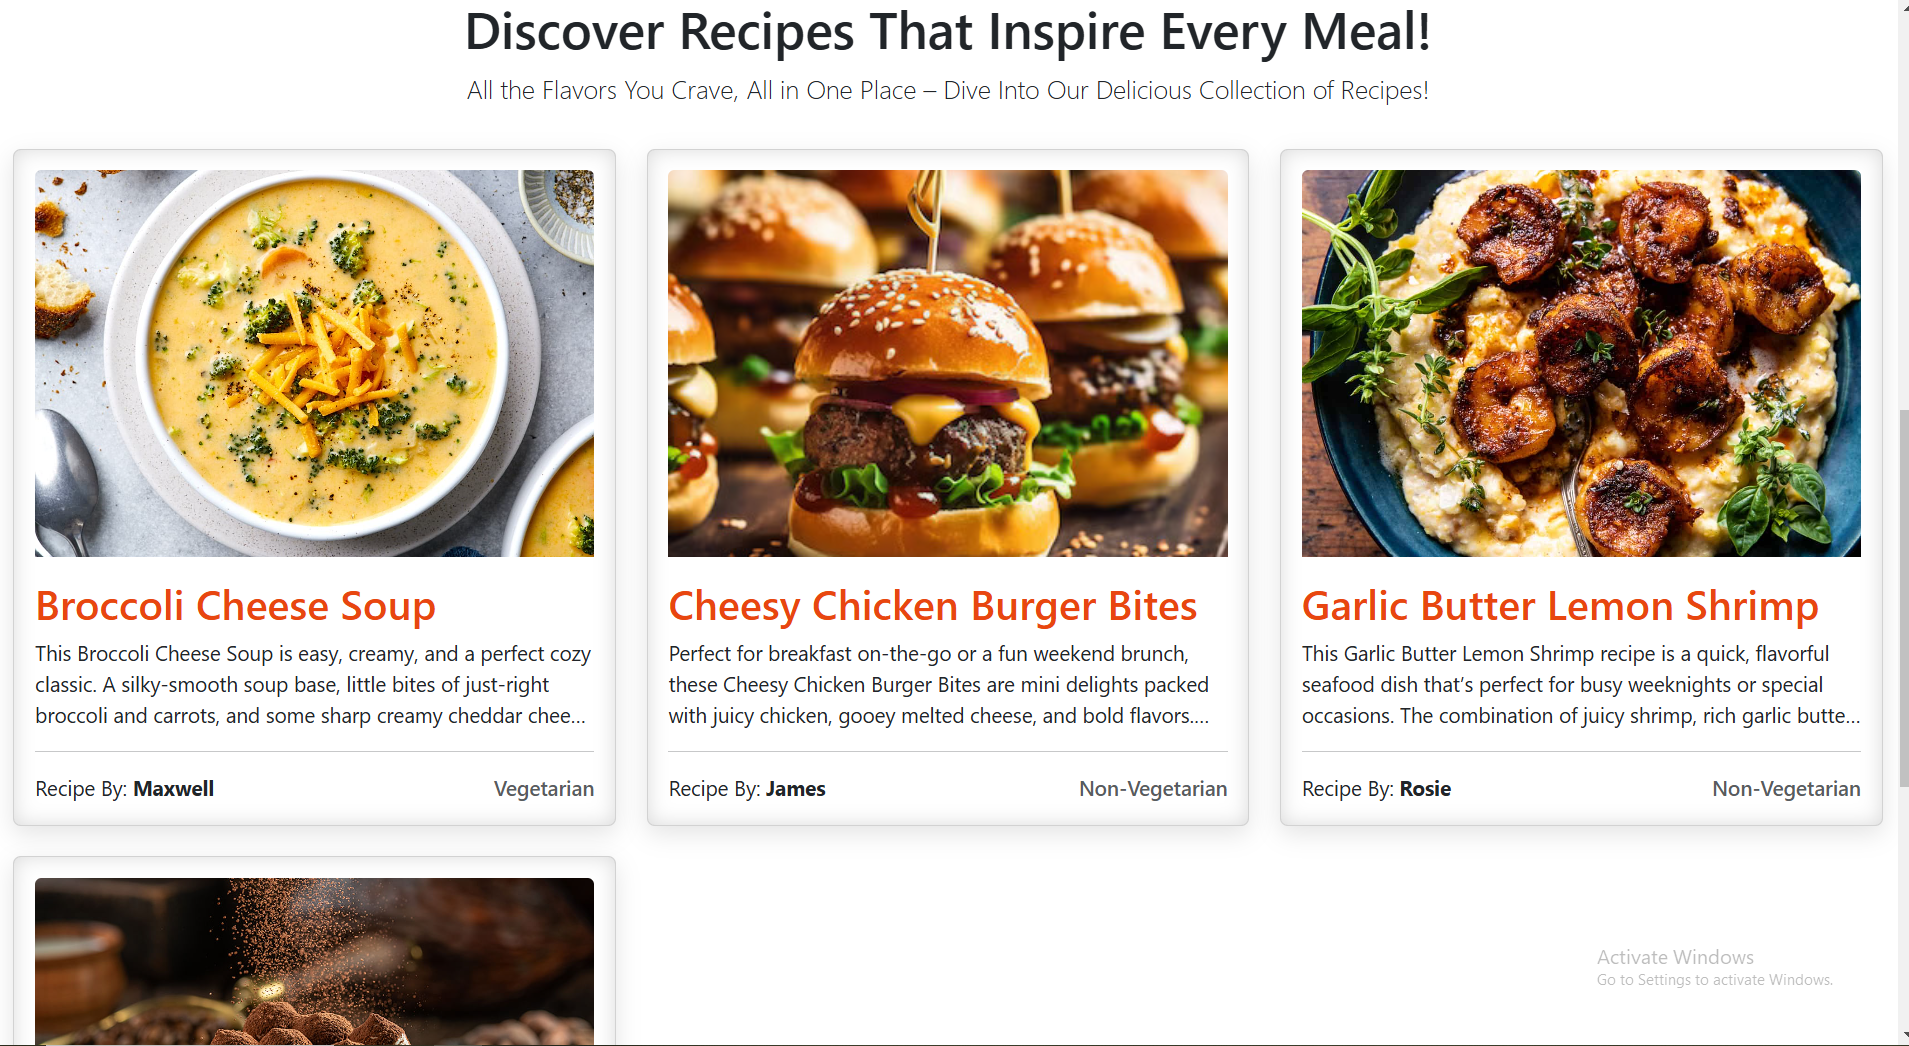 Discover Recipes That Inspire Every Meal!
All the Flavors You Crave, All in One Place – Dive Into Our Delicious Collection of Recipes!
Broccoli Cheese Soup
This Broccoli Cheese Soup is easy, creamy, and a perfect cozy
classic. A silky-smooth soup base, little bites of just-right
broccoli and carrots, and some sharp creamy cheddar chee...
Recipe By: Maxwell
Vegetarian
Cheesy Chicken Burger Bites
Perfect for breakfast on-the-go or a fun weekend brunch,
these Cheesy Chicken Burger Bites are mini delights packed
with juicy chicken, gooey melted cheese, and bold flavors....
Recipe By: James
Non-Vegetarian
Garlic Butter Lemon Shrimp
This Garlic Butter Lemon Shrimp recipe is a quick, flavorful
seafood dish that’s perfect for busy weeknights or special
occasions. The combination of juicy shrimp, rich garlic butte...
Recipe By: Rosie
Non-Vegetarian
Activate Windows
Go to Settings to activate Windows.